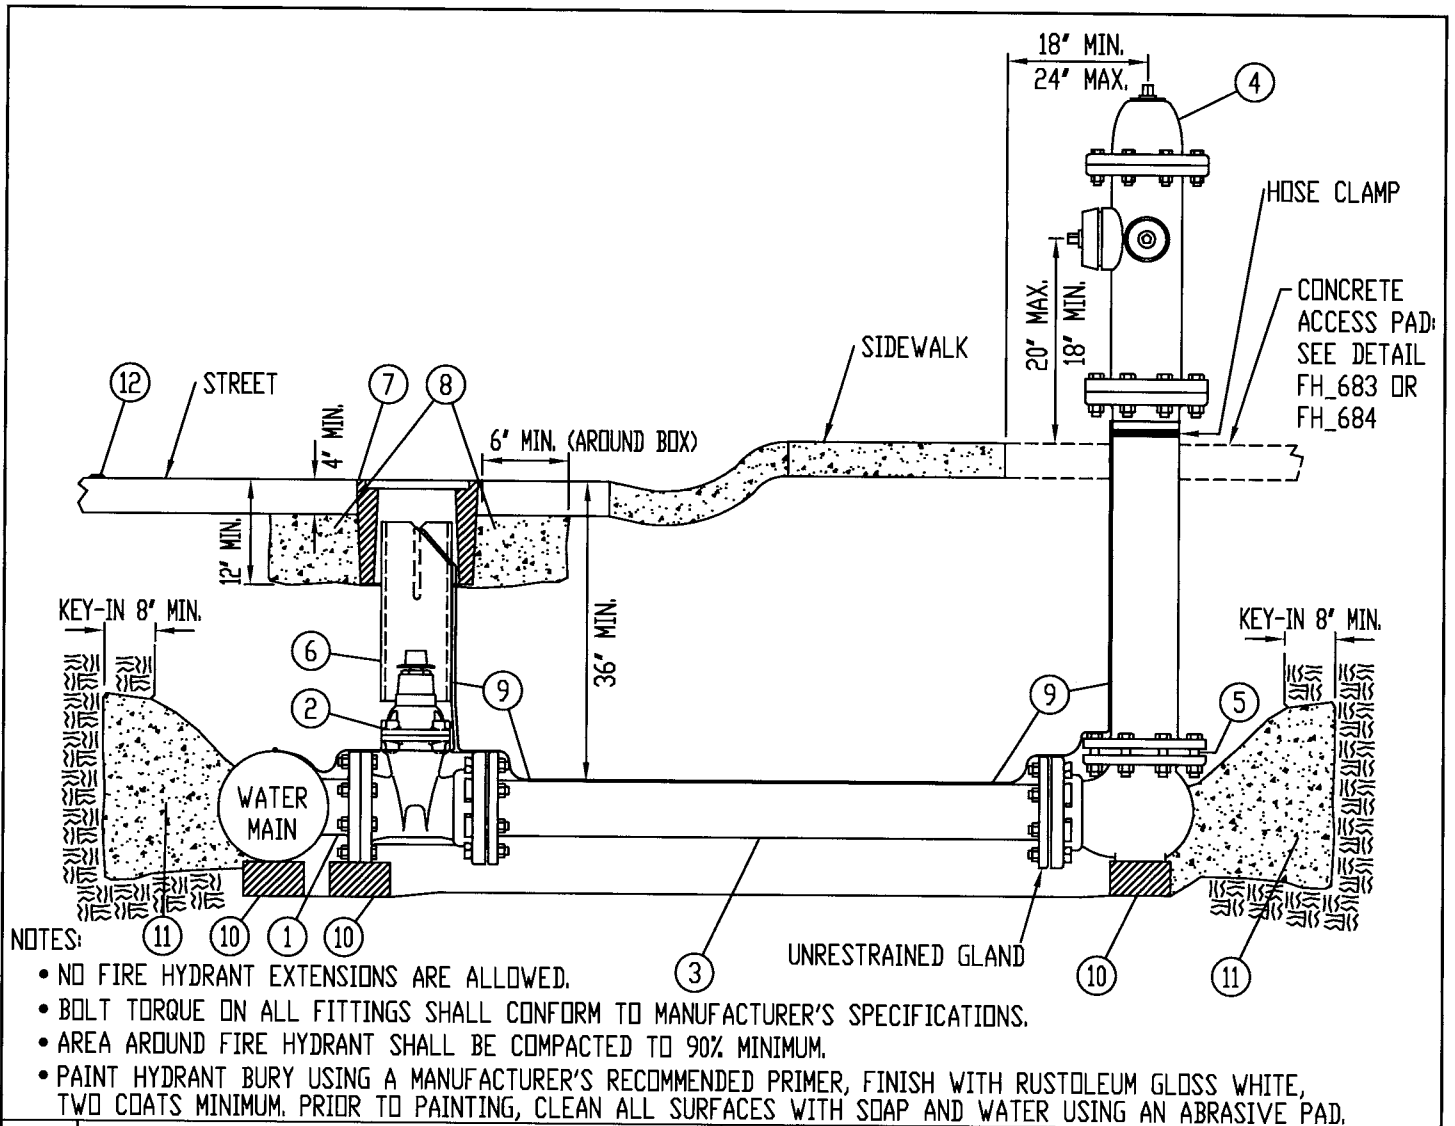 18" MIN.
24" MAX.
4
HOSE CLAMP
CONCRETE
ACCESS PAD:
SEE DETAIL
FH_683 OR
FH_684
20" MAX.
18" MIN.
SIDEWALK
12
STREET
7
8
4" MIN.
6" MIN. (AROUND BOX)
12" MIN.
36" MIN.
KEY-IN 8" MIN.
KEY-IN 8" MIN.
6
9
2
9
5
WATER
MAIN
11
10
1
10
3
UNRESTRAINED GLAND
10
11
NOTES:
• NO FIRE HYDRANT EXTENSIONS ARE ALLOWED.
• BOLT TORQUE ON ALL FITTINGS SHALL CONFORM TO MANUFACTURER'S SPECIFICATIONS.
• AREA AROUND FIRE HYDRANT SHALL BE COMPACTED TO 90% MINIMUM.
• PAINT HYDRANT BURY USING A MANUFACTURER'S RECOMMENDED PRIMER, FINISH WITH RUSTOLEUM GLOSS WHITE,
TWO COATS MINIMUM. PRIOR TO PAINTING, CLEAN ALL SURFACES WITH SOAP AND WATER USING AN ABRASIVE PAD.